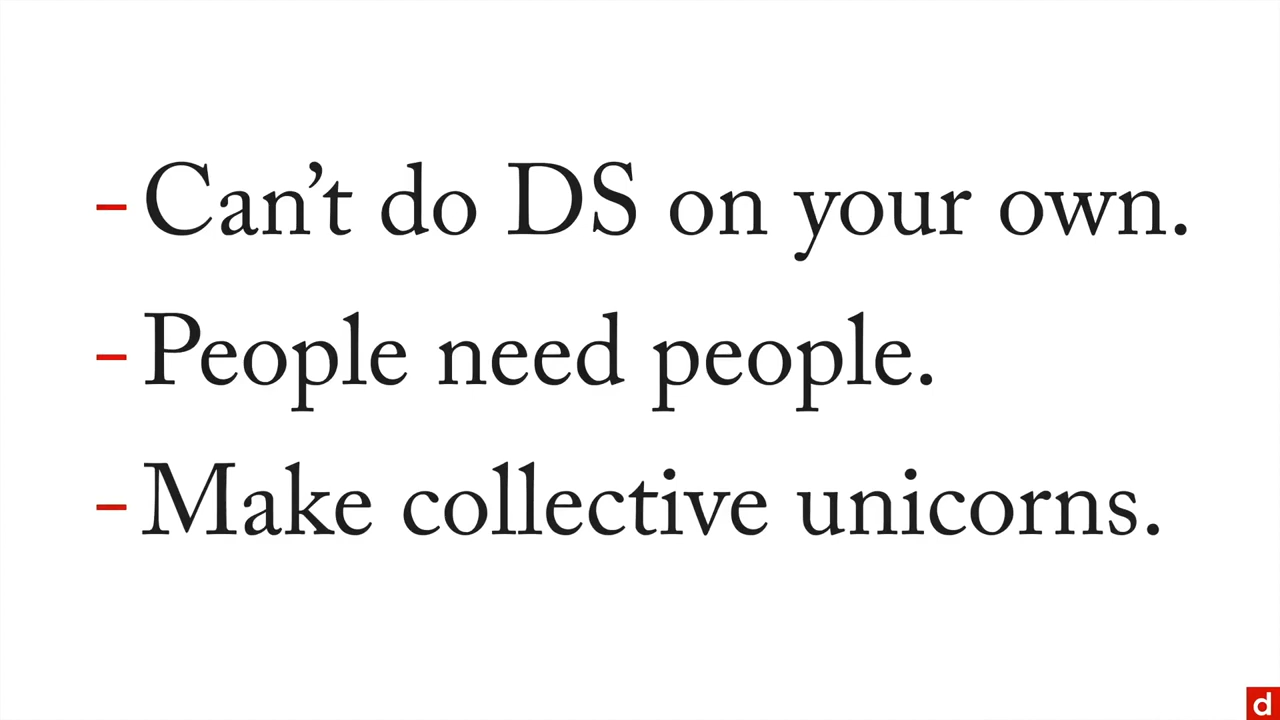 - Can’t do DS on your own.
- People need people.
- Make collective unicorns.
d